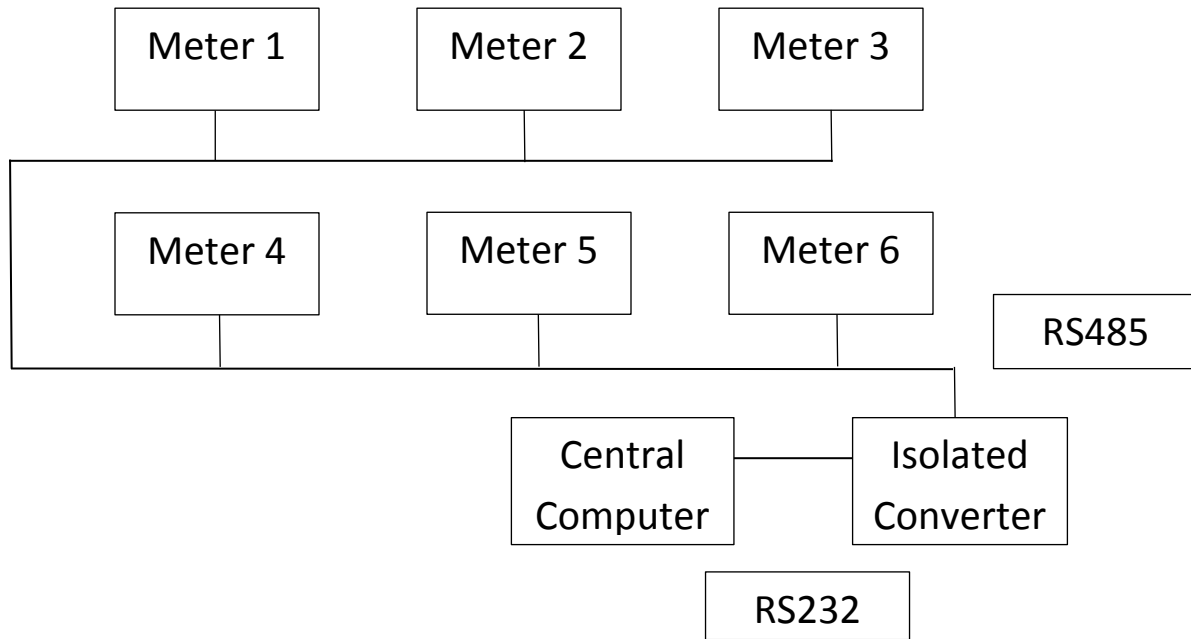 Meter 1
Meter 2
Meter 3
Meter 4
Meter 5
Meter 6
RS485
Central
Computer
Isolated
Converter
RS232